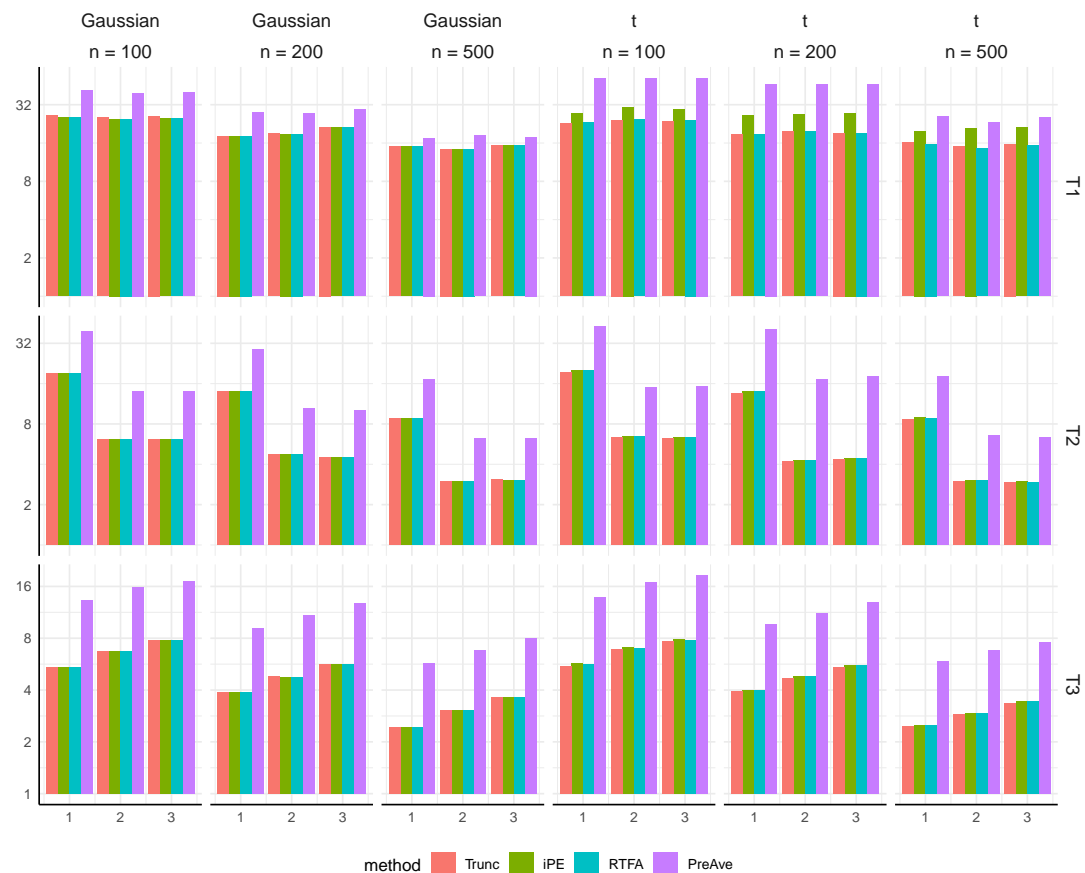 Gaussian Gaussian Gaussian t t t
n = 100 n = 200 n = 500 n = 100 n = 200 n = 500
32
8
2
T1
32
8
2
T2
16
8
4
2
1
T3
1 2 3 1 2 3 1 2 3 1 2 3 1 2 3 1 2 3
method Trunc iPE RTFA PreAve